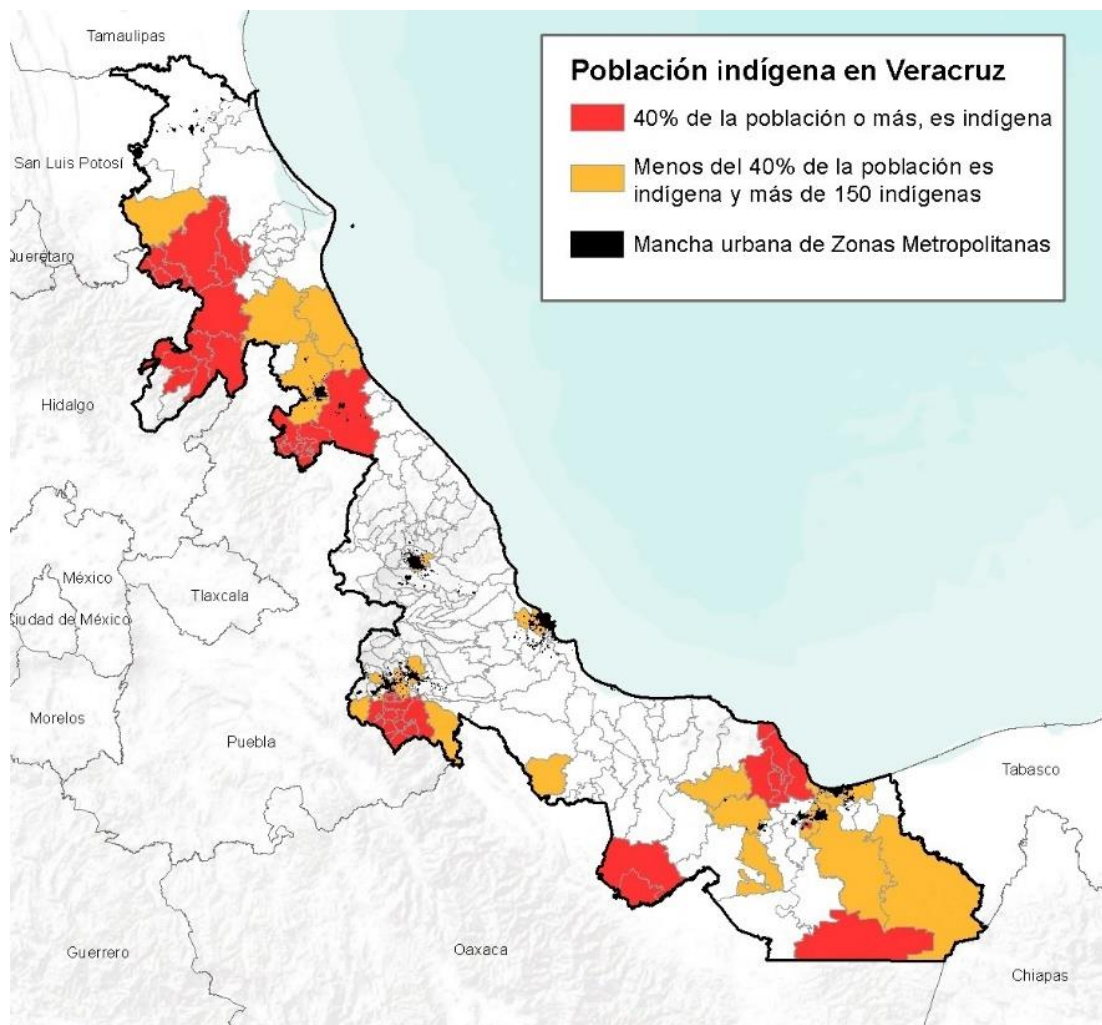 Tamaulipas
Población indígena en Veracruz
40% de la población o más, es indígena
San Luis Potosí
Menos del 40% de la población es
indígena y más de 150 indígenas
Mancha urbana de Zonas Metropolitanas
Querétaro
Hidalgo
México
Tlaxcala
Ciudad de México
Morelos
Puebla
Tabasco
Guerrero
Oaxaca
Chiapas